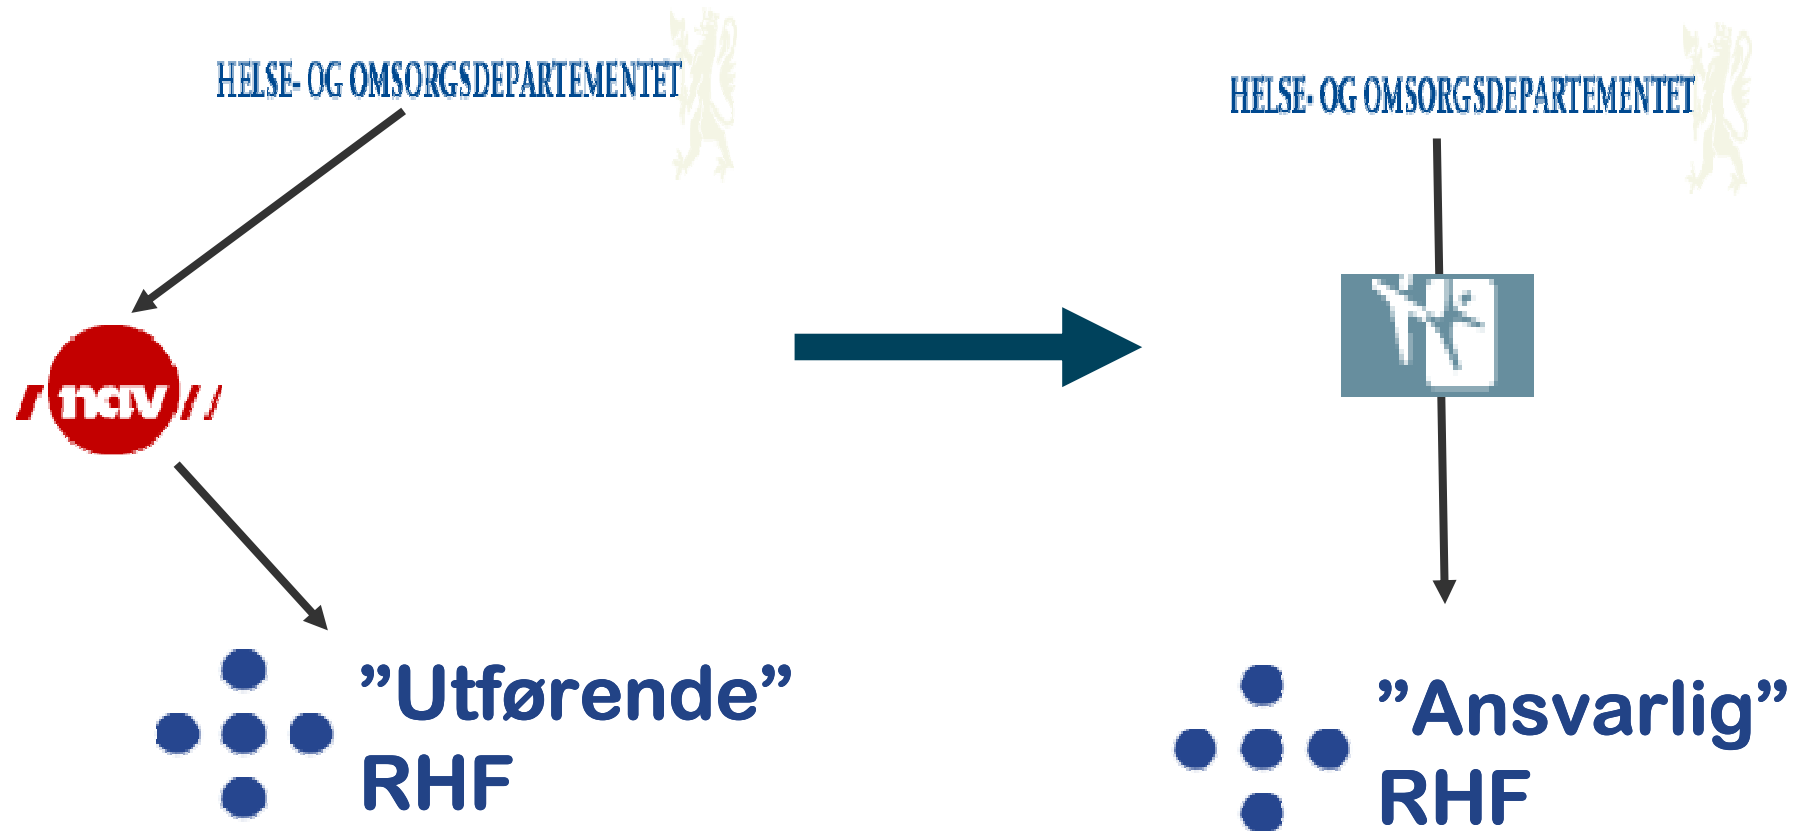 HELSE- OG OMSORGSDEPARTEMENTET
nav
”Utførende”
RHF
HELSE- OG OMSORGSDEPARTEMENTET
”Ansvarlig”
RHF